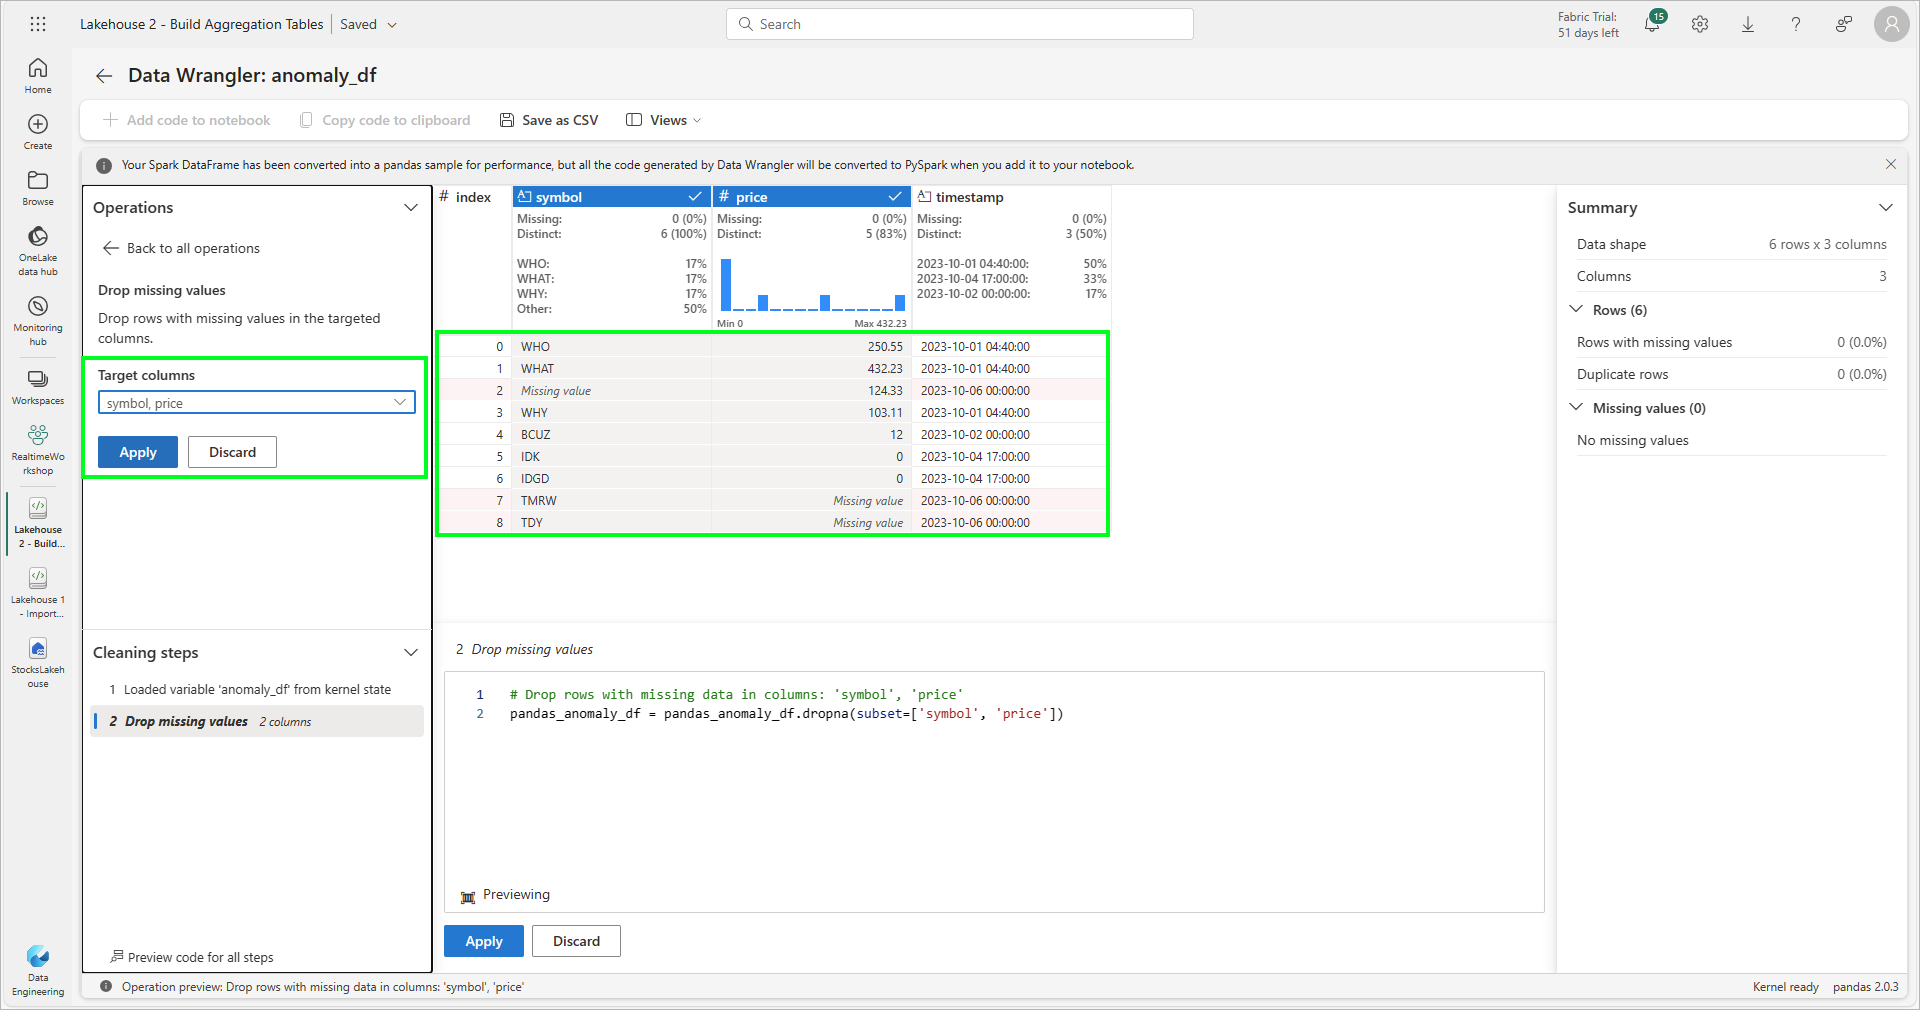 Lakehouse 2 - Build Aggregation Tables
Saved
Search
Fabric Trial:
51 days left
15
Home
Create
Browse
OneLake
data hub
Monitoring
hub
Workspaces
RealtimeWo
rkshop
Lakehouse
2 - Build...
Lakehouse 1
- Import...
StocksLakeh
ouse
Data
Engineering
Data Wrangler: anomaly_df
Add code to notebook
Copy code to clipboard
Save as CSV
Views
Your Spark DataFrame has been converted into a pandas sample for performance, but all the code generated by Data Wrangler will be converted to PySpark when you add it to your notebook.
Operations
Back to all operations
Drop missing values
Drop rows with missing values in the targeted
columns.
Target columns
symbol, price
Apply
Discard
Cleaning steps
1 Loaded variable 'anomaly_df' from kernel state
2 Drop missing values 2 columns
Preview code for all steps
# index
symbol
# price
timestamp
Missing: 0 (0%)
Distinct: 6 (100%)
WHO: 17%
WHAT: 17%
WHY: 17%
Other: 50%
Missing: 0 (0%)
Distinct: 5 (83%)
Min 0
Max 432.23
Missing: 0 (0%)
Distinct: 3 (50%)
2023-10-01 04:40:00: 50%
2023-10-04 17:00:00: 33%
2023-10-02 00:00:00: 17%
0 WHO 250.55 2023-10-01 04:40:00
1 WHAT 432.23 2023-10-01 04:40:00
2 Missing value 124.33 2023-10-06 00:00:00
3 WHY 103.11 2023-10-01 04:40:00
4 BCUZ 12 2023-10-02 00:00:00
5 IDK 0 2023-10-04 17:00:00
6 IDGD 0 2023-10-04 17:00:00
7 TMRW Missing value 2023-10-06 00:00:00
8 TDY Missing value 2023-10-06 00:00:00
2 Drop missing values
1 # Drop rows with missing data in columns: 'symbol', 'price'
2 pandas_anomaly_df = pandas_anomaly_df.dropna(subset=['symbol', 'price'])
Previewing
Apply
Discard
Summary
Data shape 6 rows x 3 columns
Columns 3
Rows (6)
Rows with missing values 0 (0.0%)
Duplicate rows 0 (0.0%)
Missing values (0)
No missing values
Operation preview: Drop rows with missing data in columns: 'symbol', 'price'
Kernel ready
pandas 2.0.3